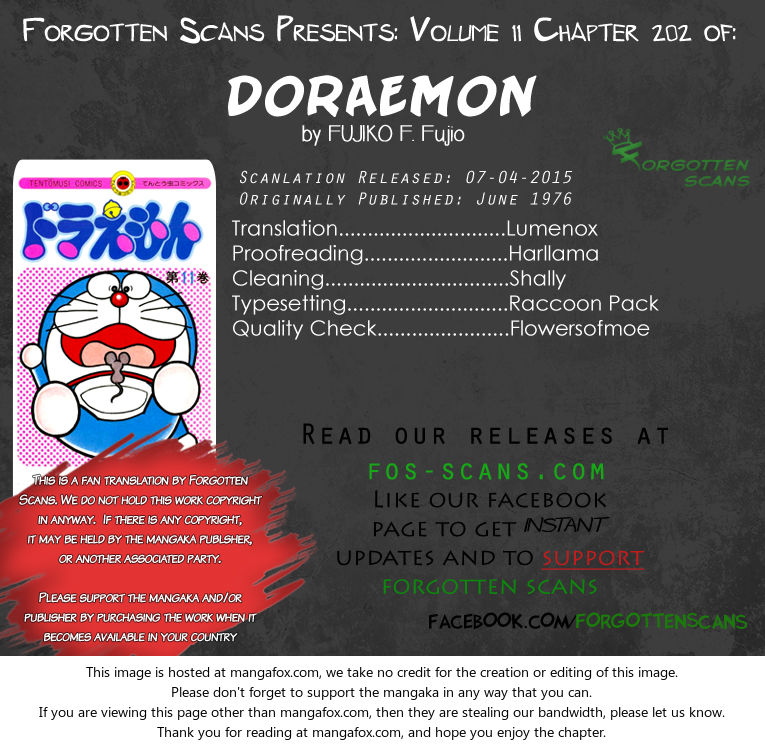 Forgotten Scans Presents: Volume 11 Chapter 202 of:
DORAEMON
by FUJIKO F. Fujio
FORGOTTEN
SCANS
Scanlation Released: 07-04-2015
Originally Published: June 1976
TENTOMUSI COMICS てんとう虫コミックス
ドラえもん
第11巻
Translation.............................Lumenox
Proofreading.........................Harllama
Cleaning................................Shally
Typesetting............................Raccoon Pack
Quality Check.......................Flowersofmoe
Read our releases at
fos-scans.com
Like our facebook
page to get INSTANT
updates and to support
forgotten scans
facebook.com/forgottenscans
This is a fan translation by Forgotten
Scans. We do not hold this work copyright
in anyway. If there is any copyright,
it may be held by the mangaka publsher,
or another associated party.
Please support the mangaka and/or
publisher by purchasing the work when it
becomes available in your country
This image is hosted at mangafox.com, we take no credit for the creation or editing of this image.
Please don't forget to support the mangaka in any way that you can.
If you are viewing this page other than mangafox.com, then they are stealing our bandwidth, please let us know.
Thank you for reading at mangafox.com, and hope you enjoy the chapter.